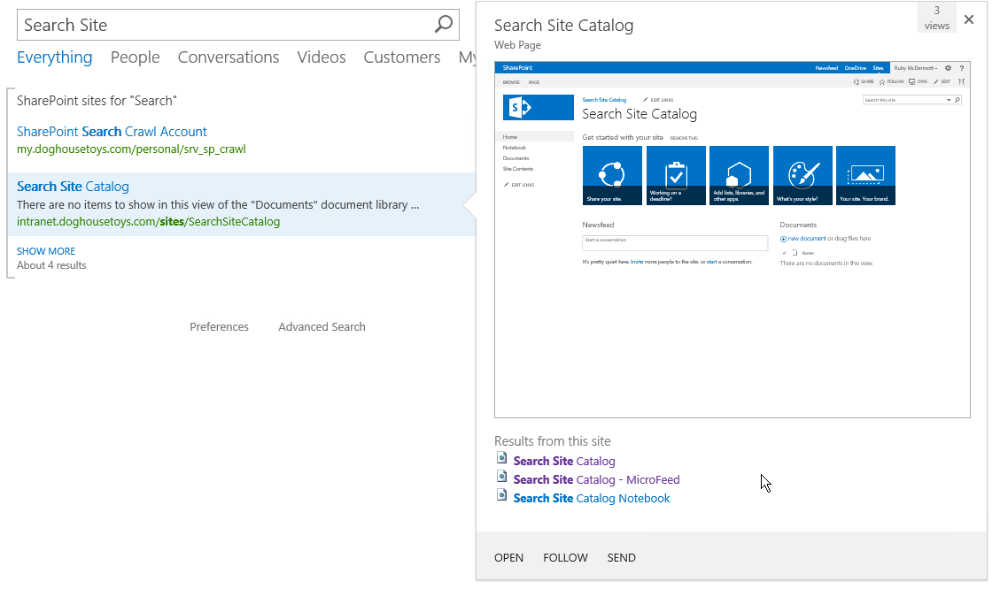 Search Site
Everything People Conversations Videos Customers My
SharePoint sites for "Search"
SharePoint Search Crawl Account
my.doghousetoys.com/personal/srv_sp_crawl
Search Site Catalog
There are no items to show in this view of the "Documents" document library ...
intranet.doghousetoys.com/sites/SearchSiteCatalog
SHOW MORE
About 4 results
Preferences Advanced Search
Search Site Catalog
Web Page
3
views
SharePoint Newsfeed OneDrive Sites Ruby McDermott ?
BROWSE PAGE SHARE FOLLOW SYNC EDIT
S
Search Site Catalog EDIT LINKS
Search this site
Search Site Catalog
Home
Notebook
Documents
Site Contents
EDIT LINKS
Get started with your site REMOVE THIS
Share your site.
Working on a
deadline?
Add lists, libraries, and
other apps.
What's your style?
Your site. Your brand.
Newsfeed
Start a conversation
It's pretty quiet here. Invite more people to the site, or start a conversation.
Documents
new document or drag files here
Name
There are no documents in this view.
Results from this site
Search Site Catalog
Search Site Catalog - MicroFeed
Search Site Catalog Notebook
OPEN FOLLOW SEND